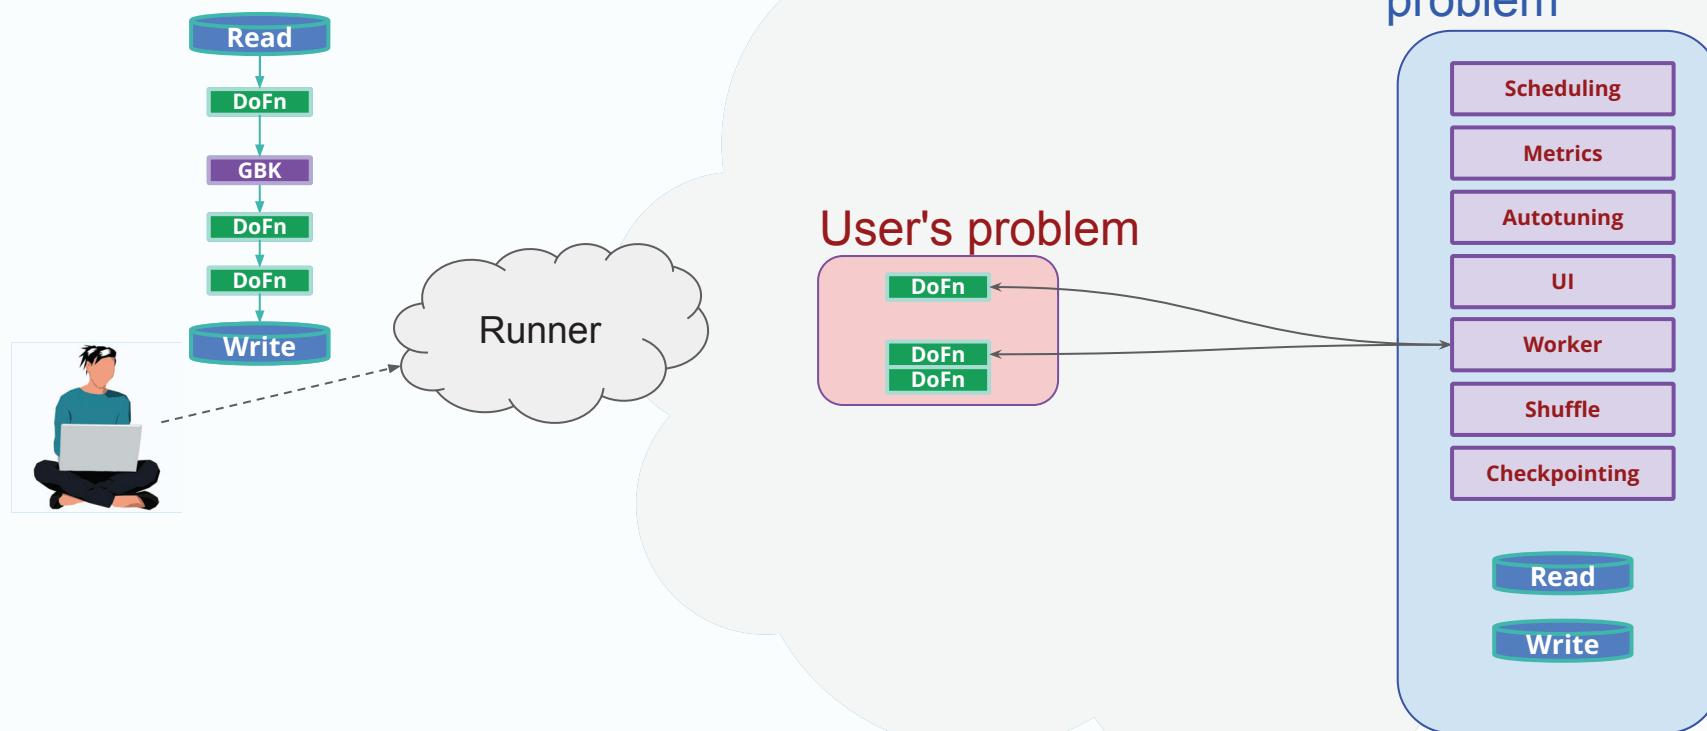 Read
DoFn
GBK
DoFn
DoFn
Write
Runner
User's problem
DoFn
DoFn
DoFn
problem
Scheduling
Metrics
Autotuning
UI
Worker
Shuffle
Checkpointing
Read
Write